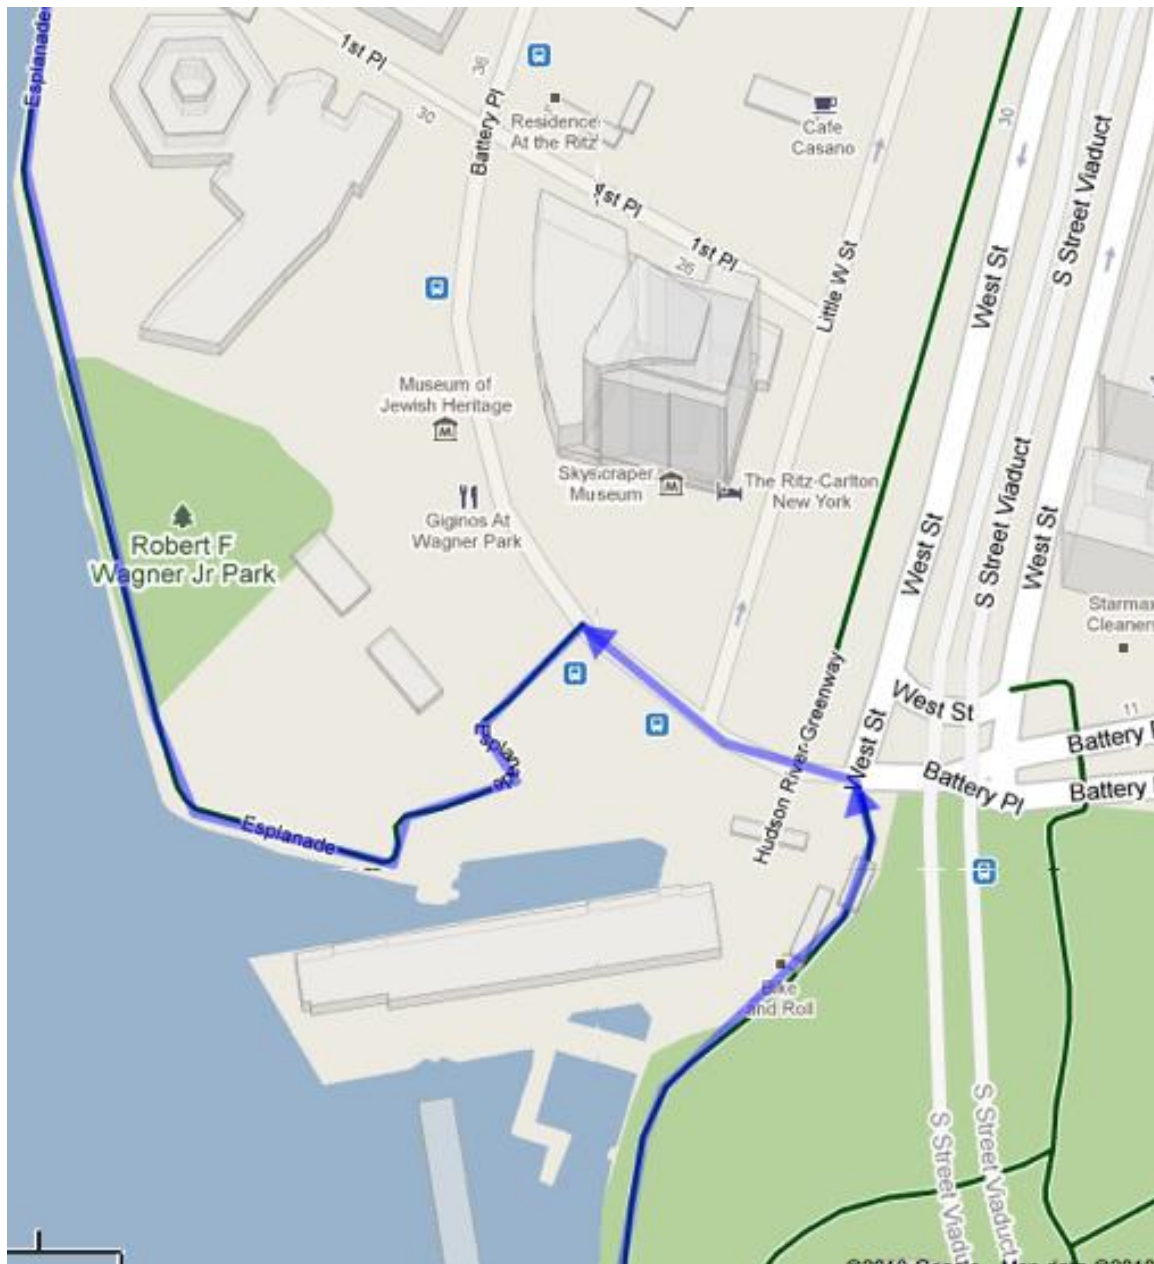 Esplanade
1st Pl
36
30
Battery Pl
Residence
At the Ritz
Cafe
Casano
30
S Street Viaduct
1st Pl
1st Pl
26
Little W St
West St
Museum of
Jewish Heritage
Skyscraper
Museum
The Ritz-Carlton
New York
Giginos At
Wagner Park
Robert F
Wagner Jr Park
West St
S Street Viaduct
West St
Starmax
Cleaners
Hudson River Greenway
West St
West St
11
Battery P
Battery Pl
Battery
Esplanade
Esplanade
Bike
and Roll
S Street Viadu
S Street Viaduct